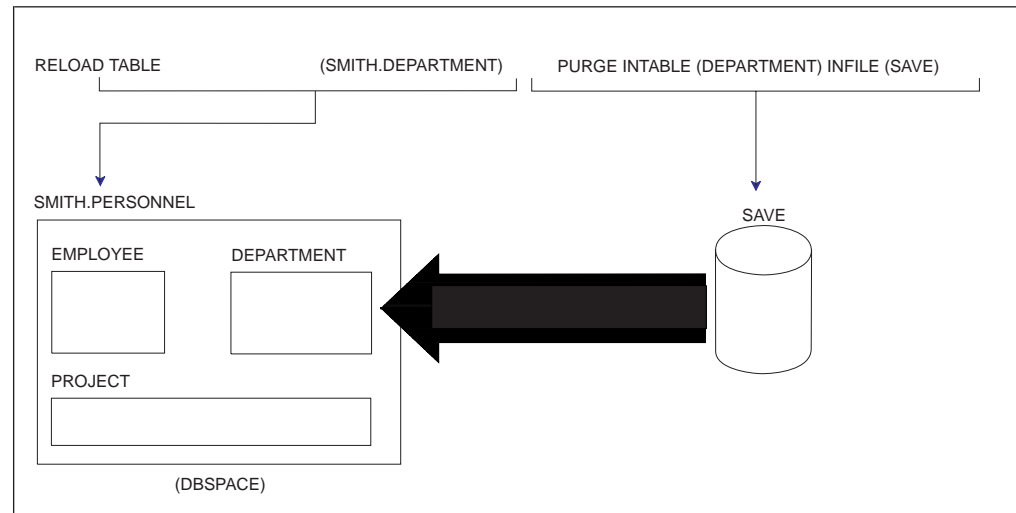 RELOAD TABLE (SMITH.DEPARTMENT) PURGE INTABLE (DEPARTMENT) INFILE (SAVE)
SMITH.PERSONNEL
SAVE
EMPLOYEE DEPARTMENT
PROJECT
(DBSPACE)